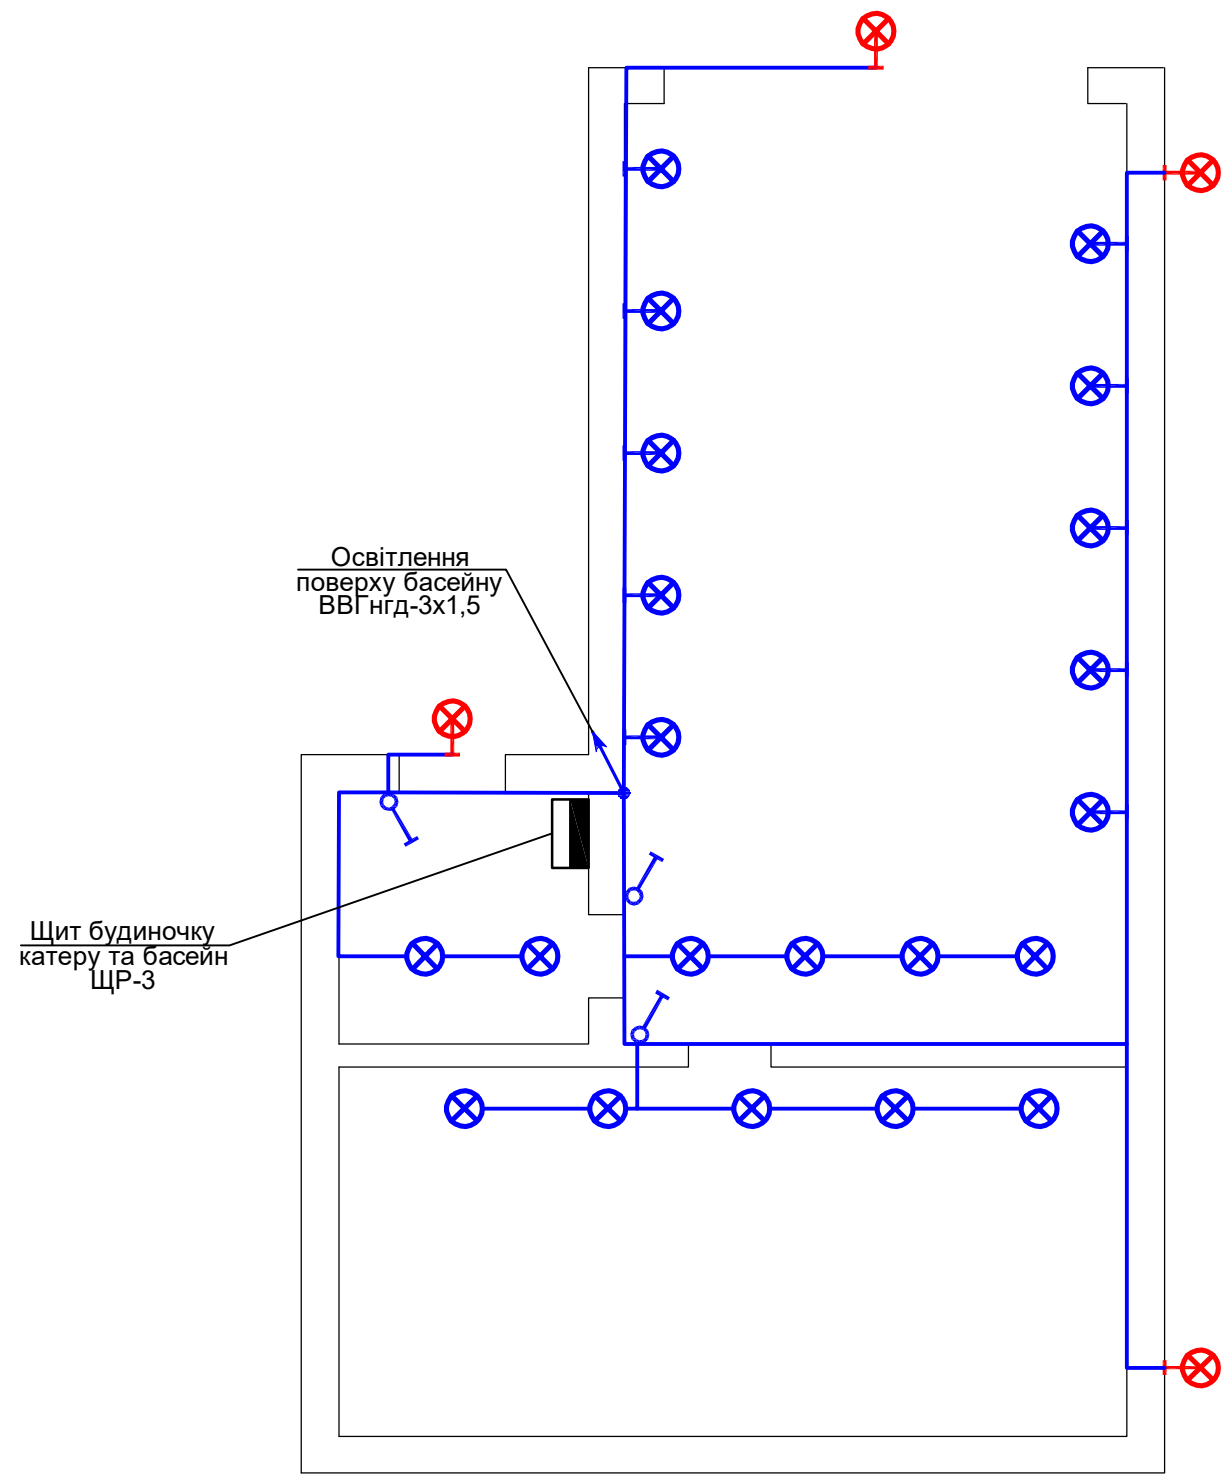 Освітлення
поверху басейну
ВВГнгд-3х1,5
Щит будиночку
катеру та басейн
ЩР-3